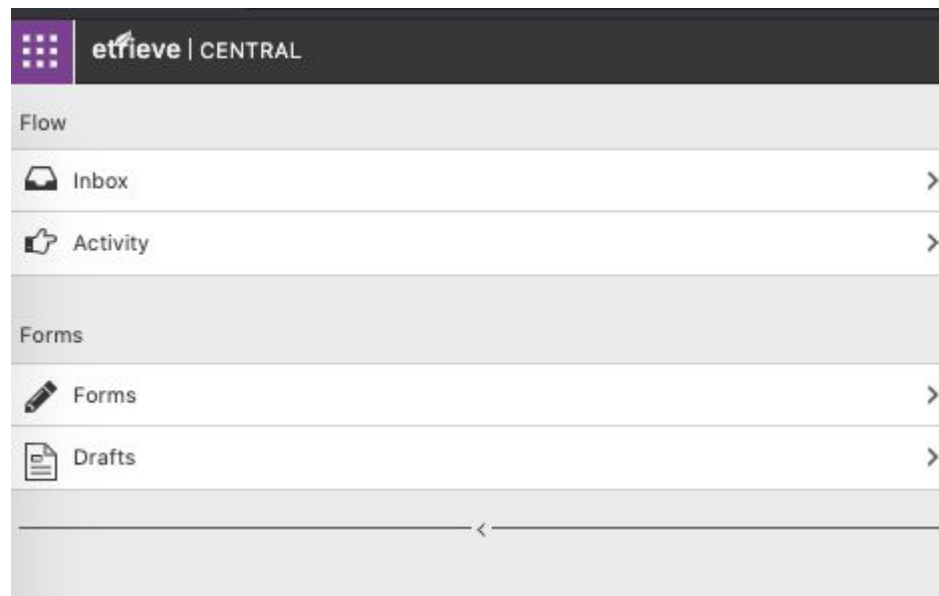 etrieve | CENTRAL
Flow
Inbox
Activity
Forms
Forms
Drafts